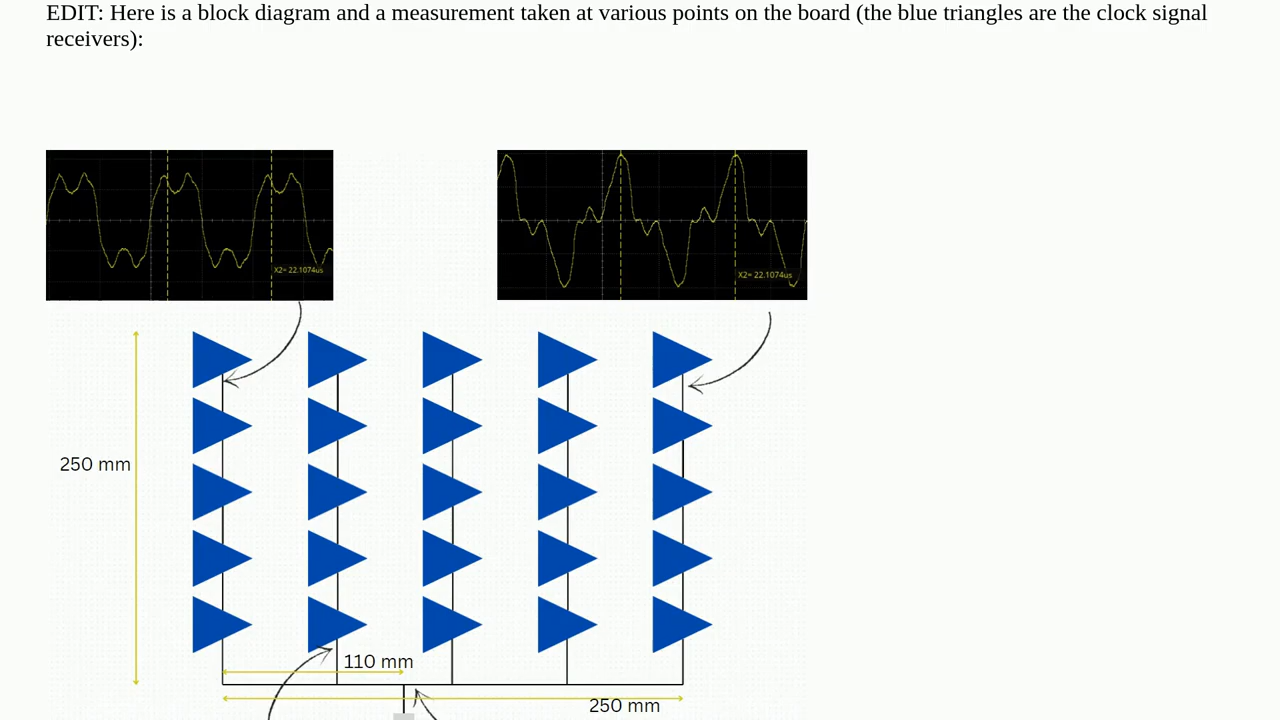 EDIT: Here is a block diagram and a measurement taken at various points on the board (the blue triangles are the clock signal
receivers):
X2= 22.1074us
X2= 22.1074us
250 mm
110 mm
250 mm